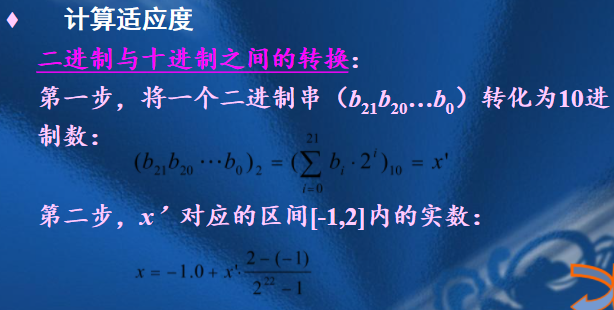 ♦ 计算适应度
二进制与十进制之间的转换:
第一步，将一个二进制串（b₂₁b₂₀…b₀）转化为10进
制数:
(b₂₁b₂₀ ⋯b₀)₂ = (∑_{i=0}^{21} bᵢ · 2ⁱ)₁₀ = x'
第二步，x′ 对应的区间[-1,2]内的实数:
x = −1.0 + x'· (2 − (−1)) / (2²² − 1)